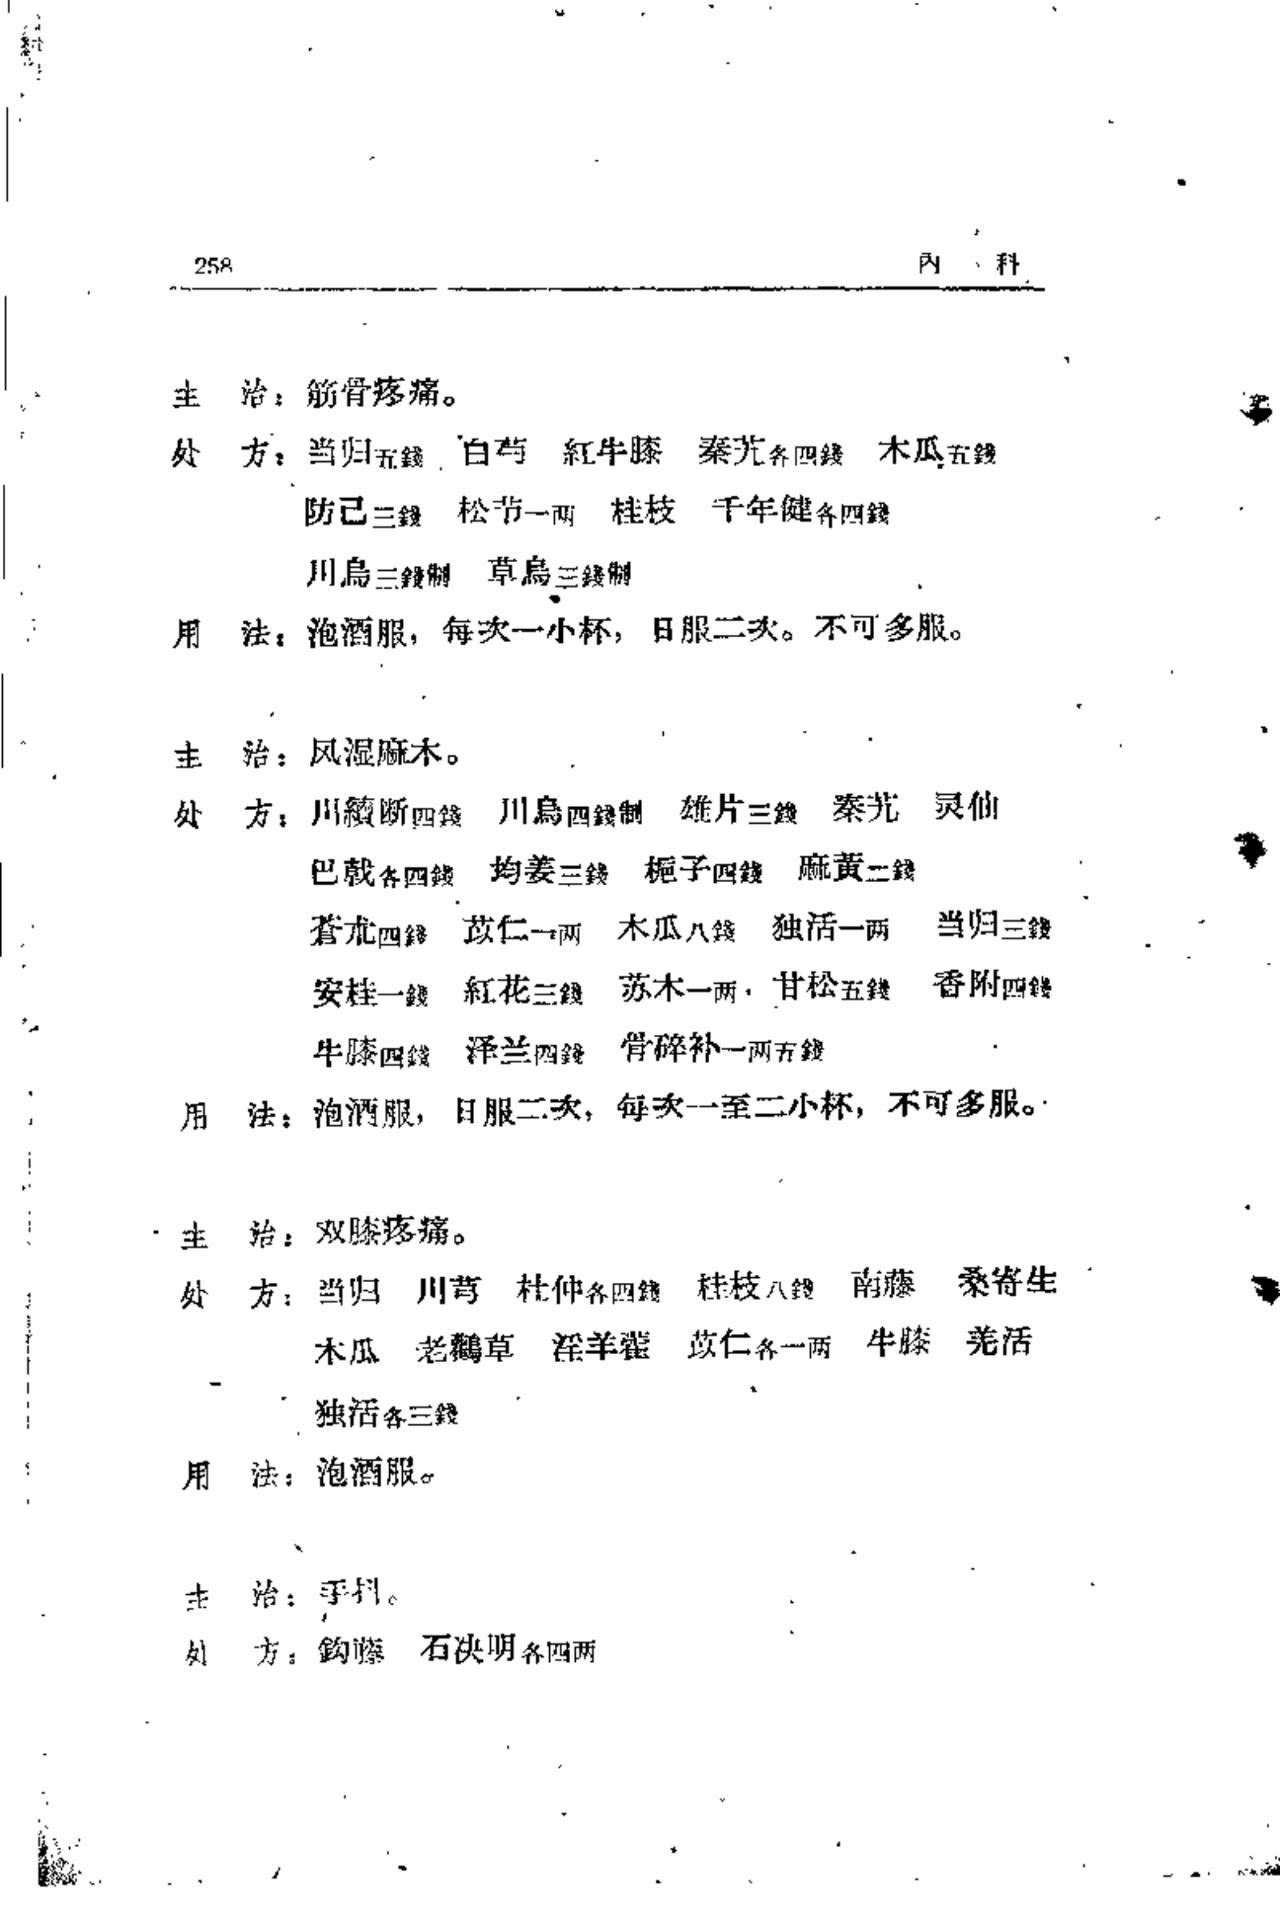 258 內 科
主 治：筋骨疼痛。
处 方：当归五錢 白芍 紅牛膝 秦艽各四錢 木瓜五錢
防己三錢 松节一两 桂枝 千年健各四錢
川烏三錢制 草烏三錢制
用 法：泡酒服，每次一小杯，日服二次。不可多服。
主 治：风湿麻木。
处 方：川續断四錢 川烏四錢制 雄片三錢 秦艽 灵仙
巴戟各四錢 均姜三錢 梔子四錢 麻黃二錢
蒼朮四錢 苡仁一两 木瓜八錢 独活一两 当归三錢
安桂一錢 紅花三錢 苏木一两 甘松五錢 香附四錢
牛膝四錢 泽兰四錢 骨碎补一两五錢
用 法：泡酒服，日服二次，每次一至二小杯，不可多服。
主 治：双膝疼痛。
处 方：当归 川芎 杜仲各四錢 桂枝八錢 南藤 桑寄生
木瓜 老鸛草 淫羊藿 苡仁各一两 牛膝 羌活
独活各三錢
用 法：泡酒服。
主 治：手抖。
处 方：鈎藤 石决明各四两